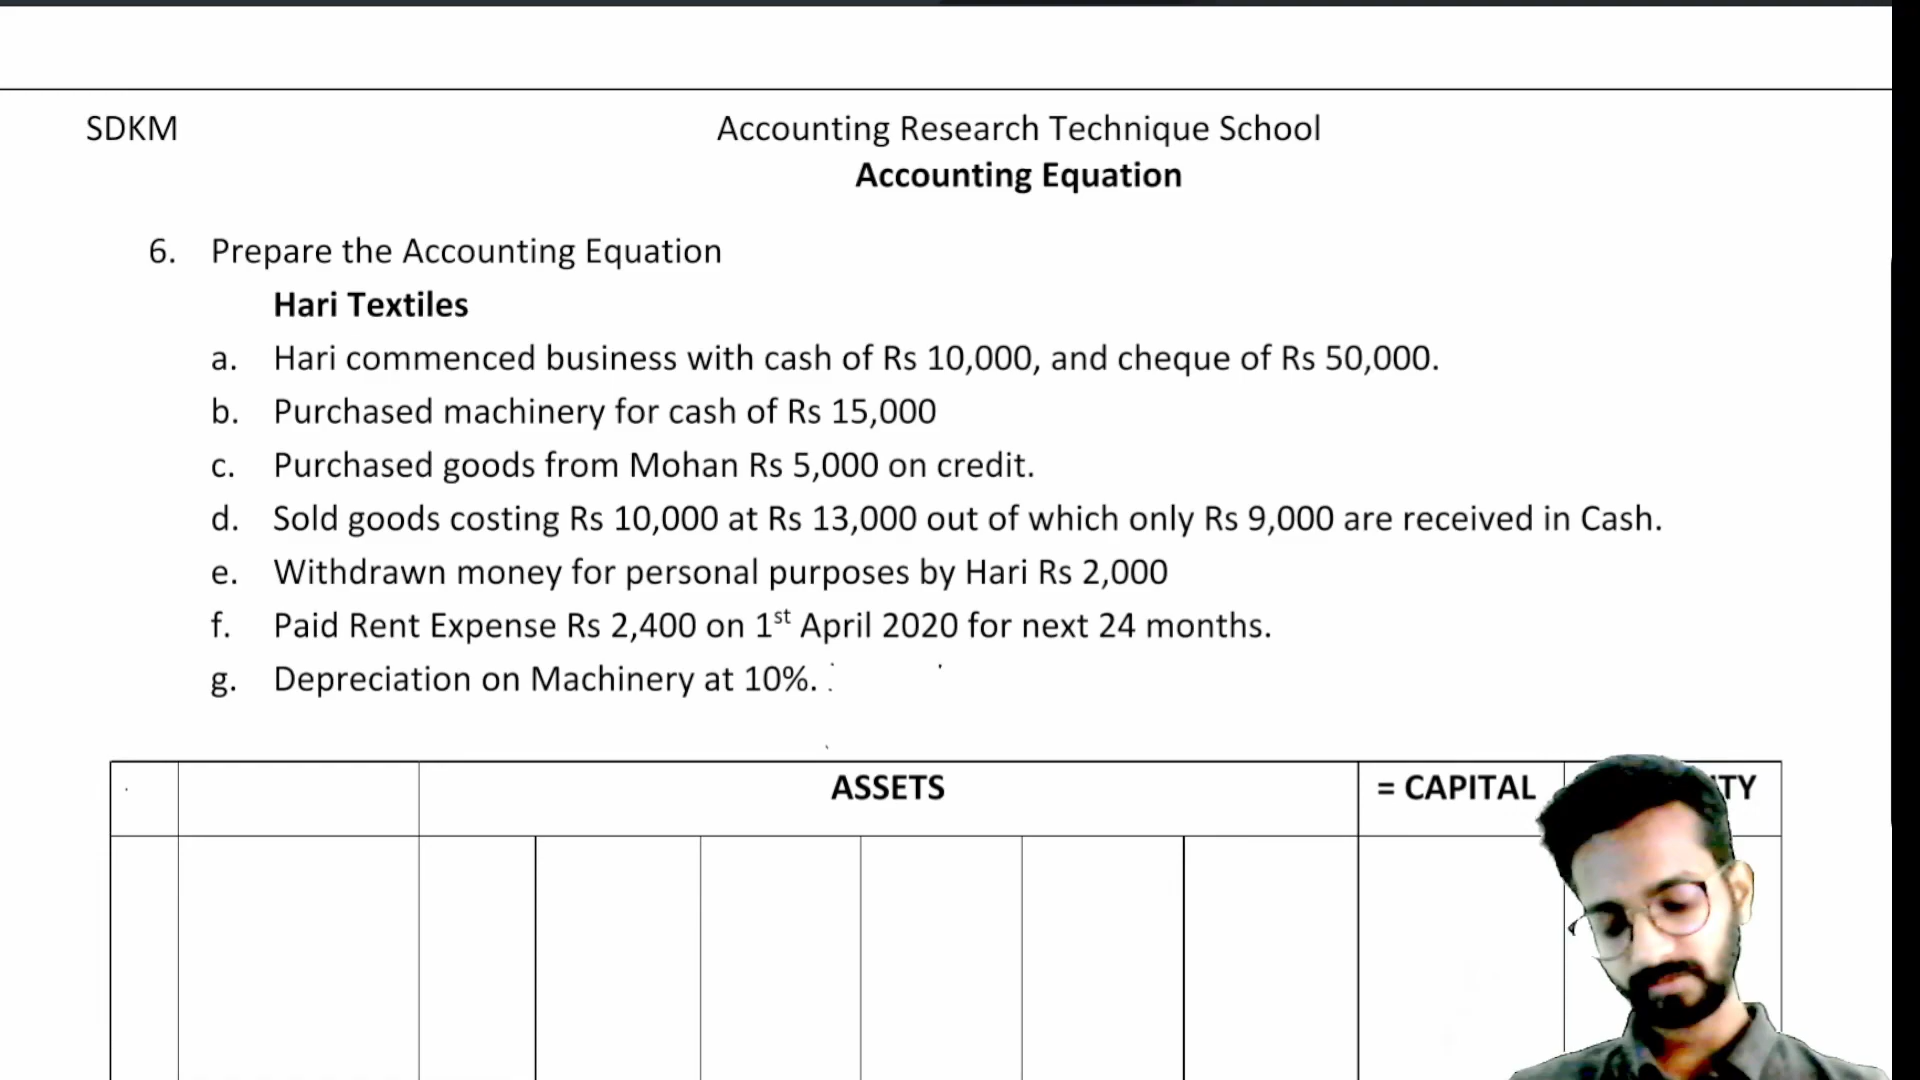 SDKM
Accounting Research Technique School
Accounting Equation
6. Prepare the Accounting Equation
Hari Textiles
a. Hari commenced business with cash of Rs 10,000, and cheque of Rs 50,000.
b. Purchased machinery for cash of Rs 15,000
c. Purchased goods from Mohan Rs 5,000 on credit.
d. Sold goods costing Rs 10,000 at Rs 13,000 out of which only Rs 9,000 are received in Cash.
e. Withdrawn money for personal purposes by Hari Rs 2,000
f. Paid Rent Expense Rs 2,400 on 1st April 2020 for next 24 months.
g. Depreciation on Machinery at 10%.
ASSETS = CAPITAL